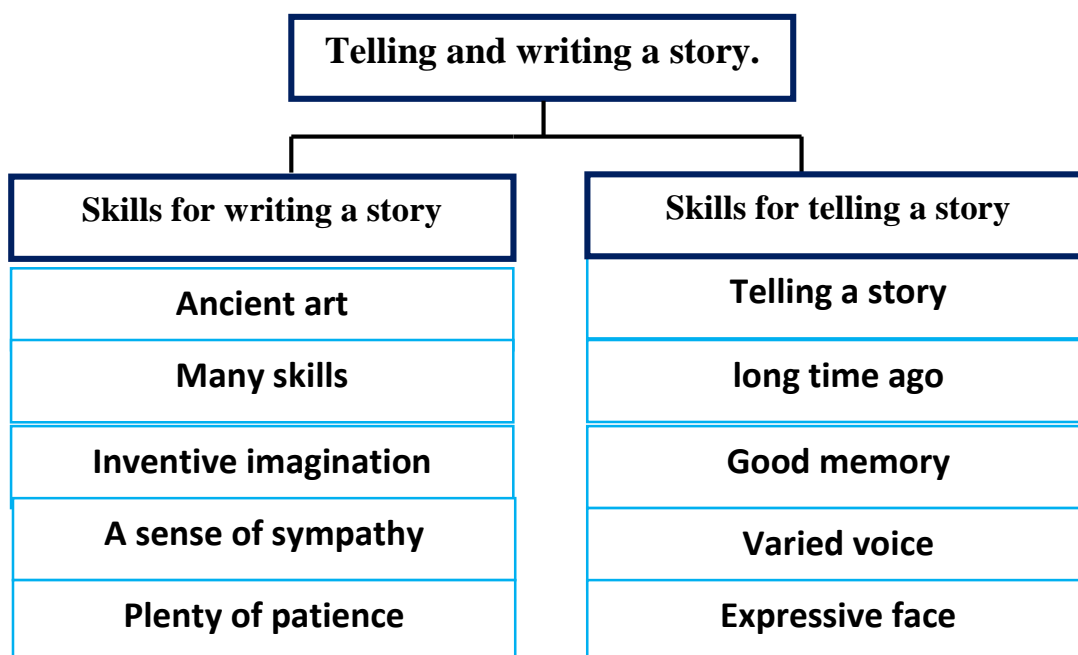 Telling and writing a story.
Skills for writing a story
Ancient art
Many skills
Inventive imagination
A sense of sympathy
Plenty of patience
Skills for telling a story
Telling a story
long time ago
Good memory
Varied voice
Expressive face